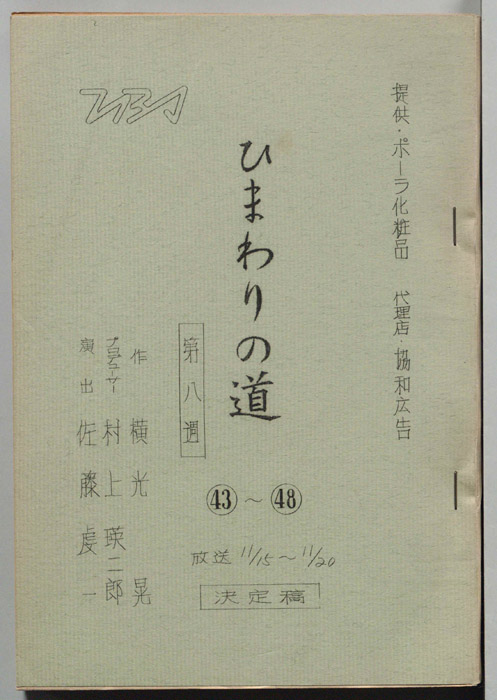 提供・ポーラ化粧品 代理店・協和広告
ひまわりの道
㊸～㊽
放送 11/15～11/20
決定稿
第八週
作 横光 晃
プロデューサー 村上瑛二郎
演出 佐藤虔一